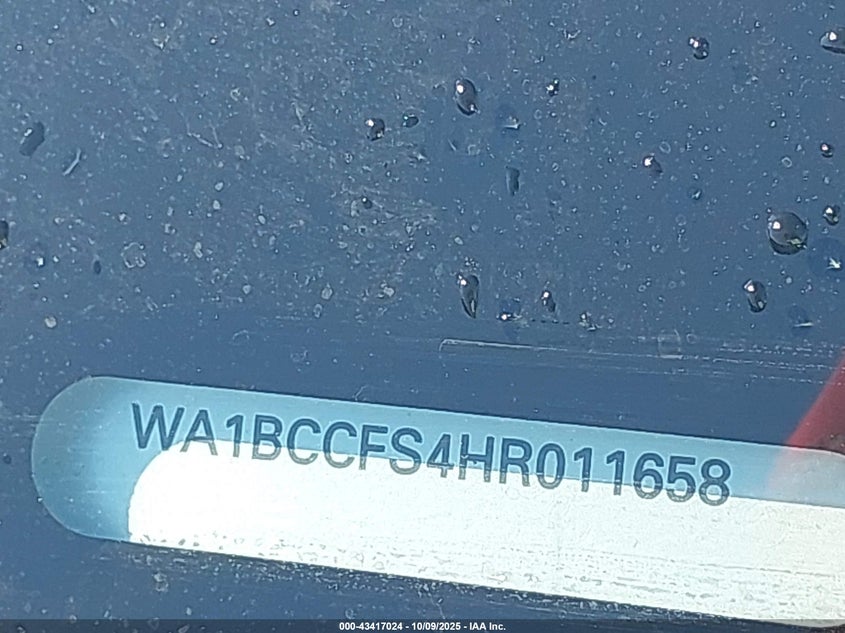 WA1BCCFS4HR011658
000-43417024 - 10/09/2025 - IAA Inc.